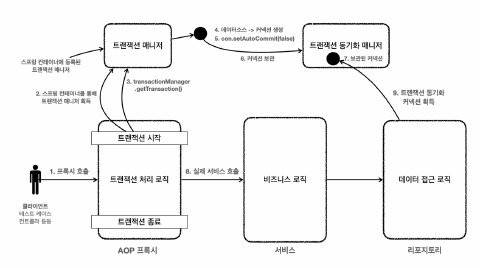 4. 데이터소스 -> 커넥션 생성
5. con.setAutoCommit(false)
트랜잭션 매니저
트랜잭션 동기화 매니저
6. 커넥션 보관
7. 보관된 커넥션
스프링 컨테이너에 등록된
트랜잭션 매니저
2. 스프링 컨테이너를 통해
트랜잭션 매니저 획득
3. transactionManager
.getTransaction()
9. 트랜잭션 동기화
커넥션 획득
트랜잭션 시작
1. 프록시 호출
트랜잭션 처리 로직
8. 실제 서비스 호출
비즈니스 로직
데이터 접근 로직
클라이언트
테스트 케이스
컨트롤러 등등
트랜잭션 종료
AOP 프록시
서비스
리포지토리